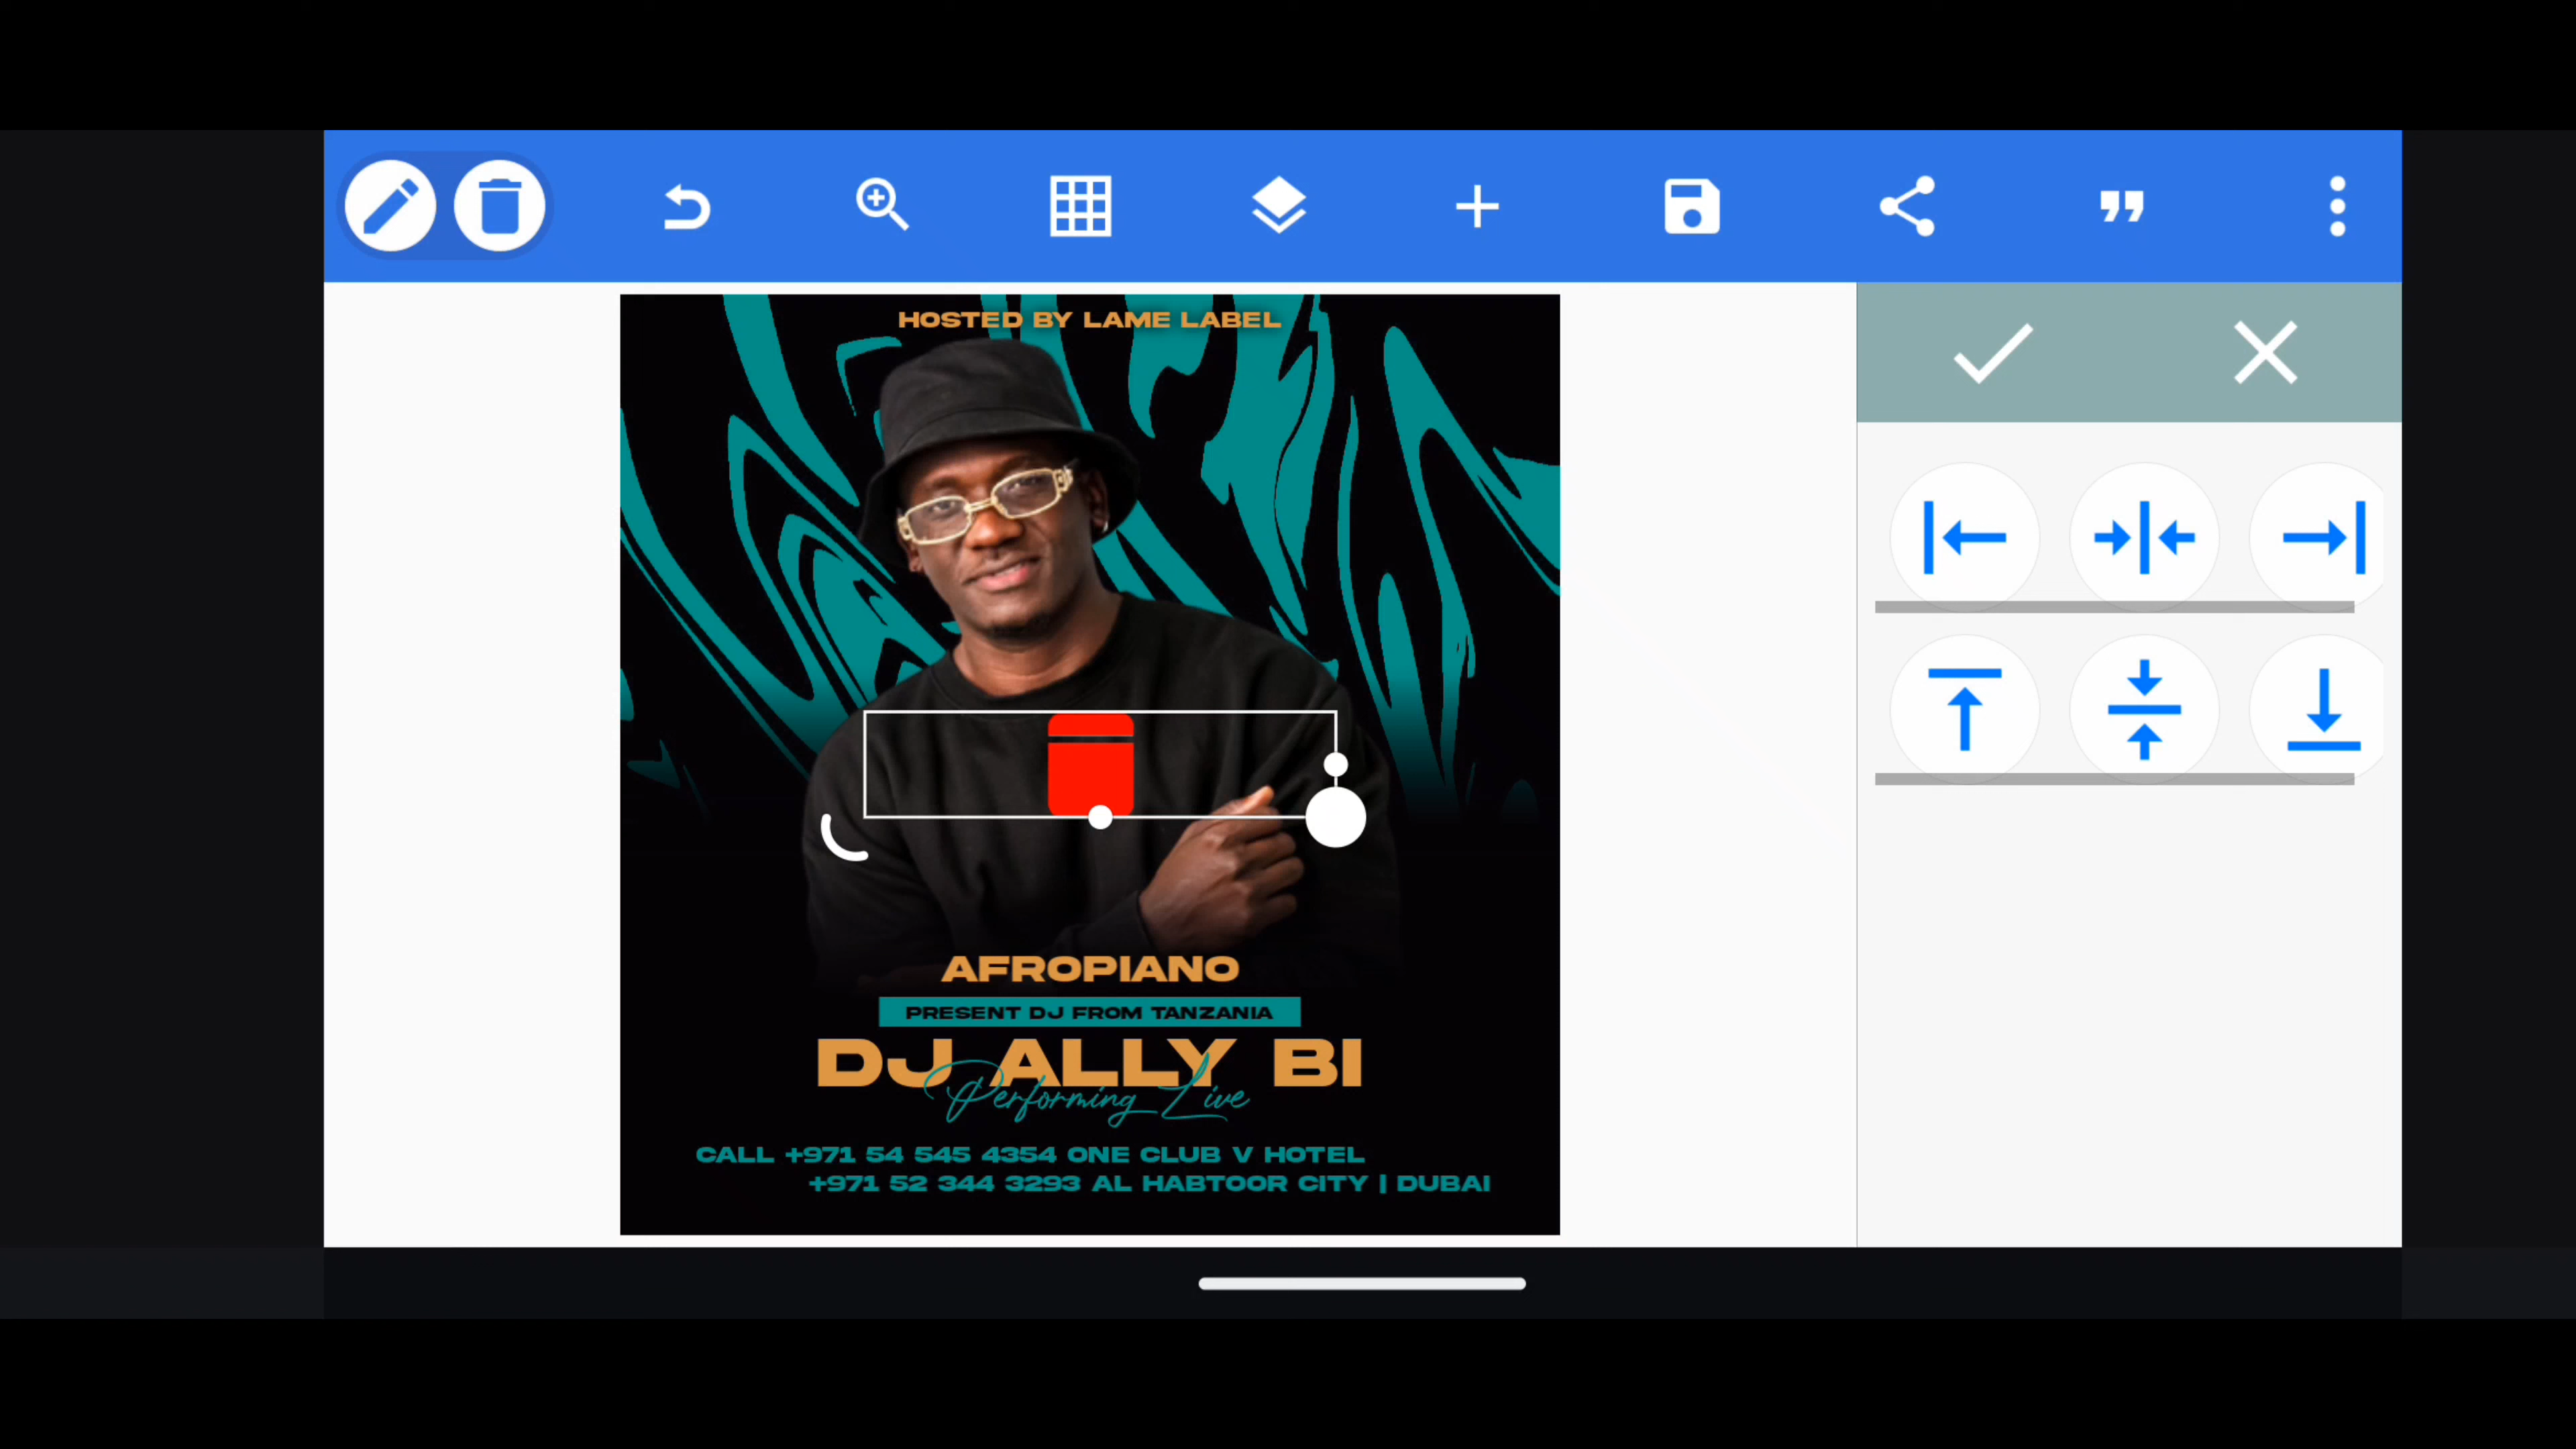 HOSTED BY LAME LABEL
AFROPIANO
PRESENT DJ FROM TANZANIA
DJ ALLY BI
Performing Live
CALL +971 54 545 4354 ONE CLUB V HOTEL
+971 52 344 3293 AL HABTOOR CITY | DUBAI